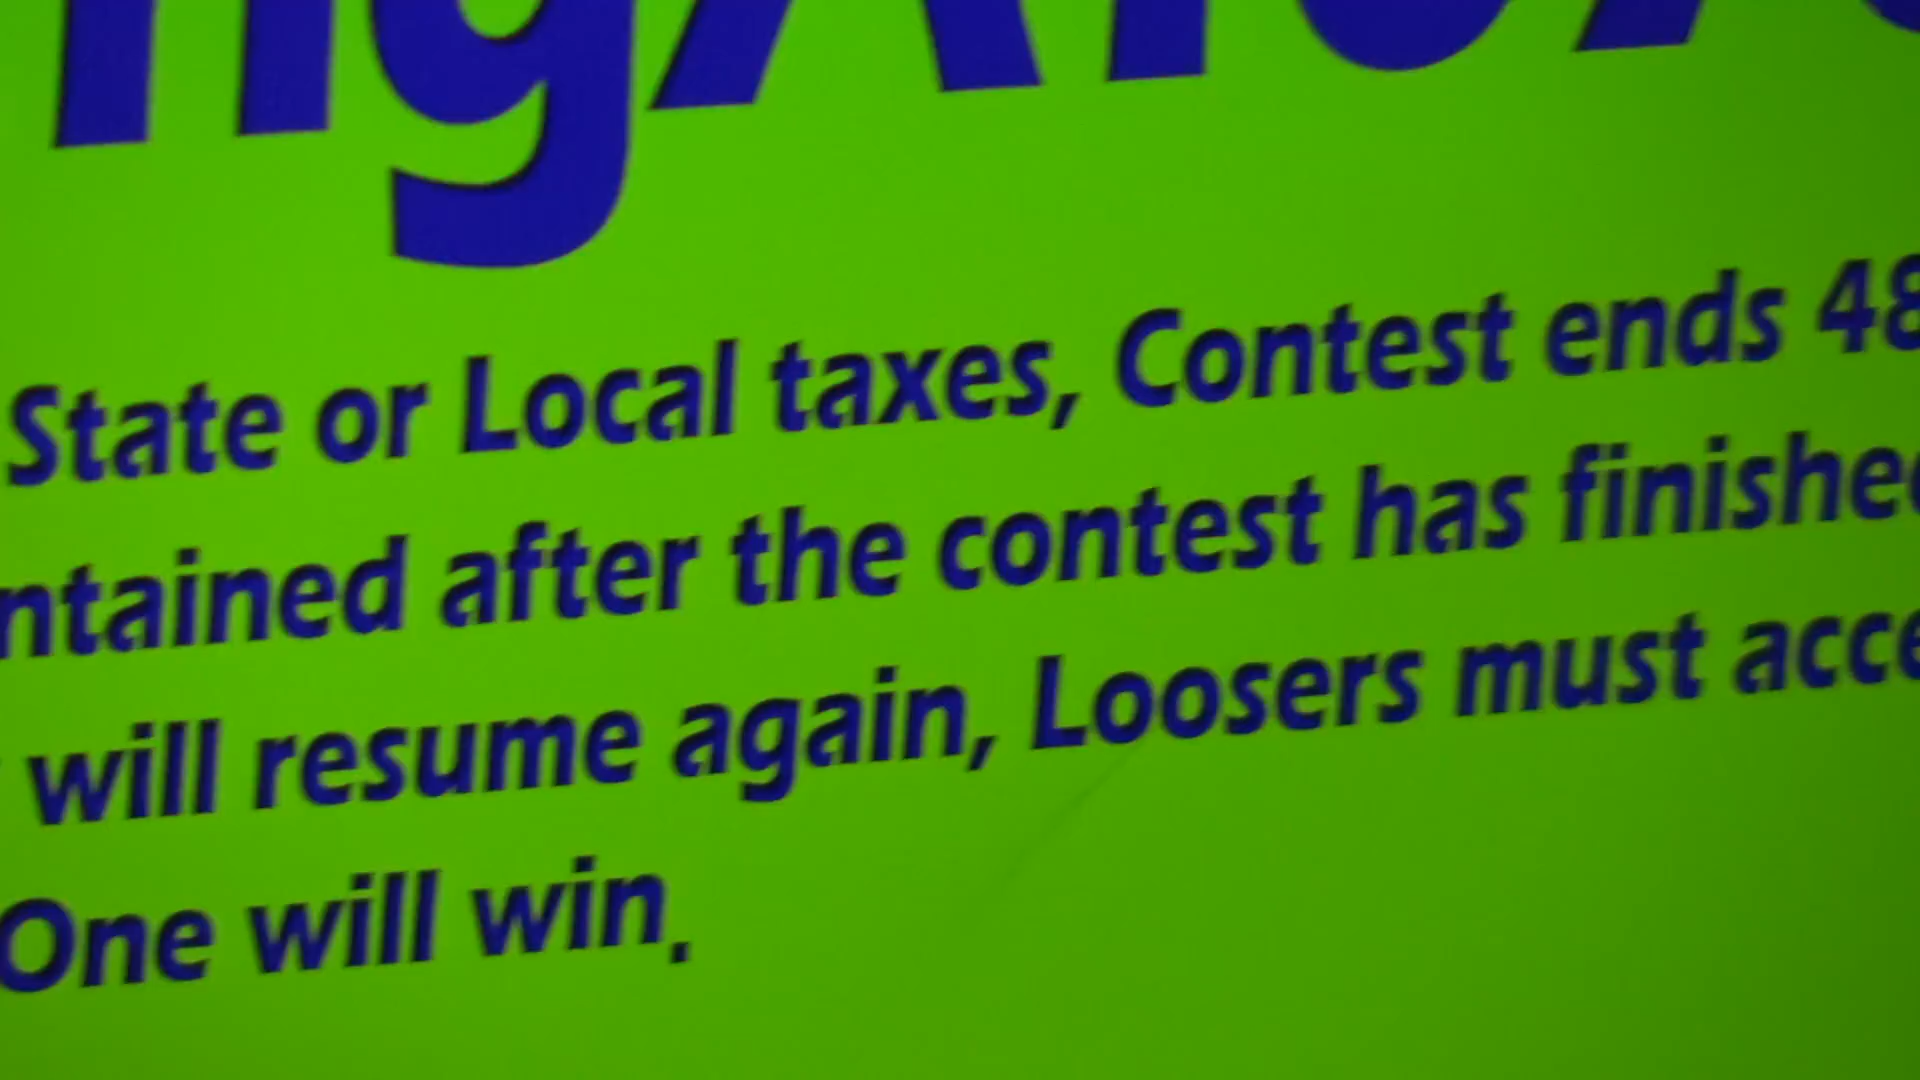 State or Local taxes, Contest ends 48
ntained after the contest has finished
will resume again, Loosers must acce
One will win.